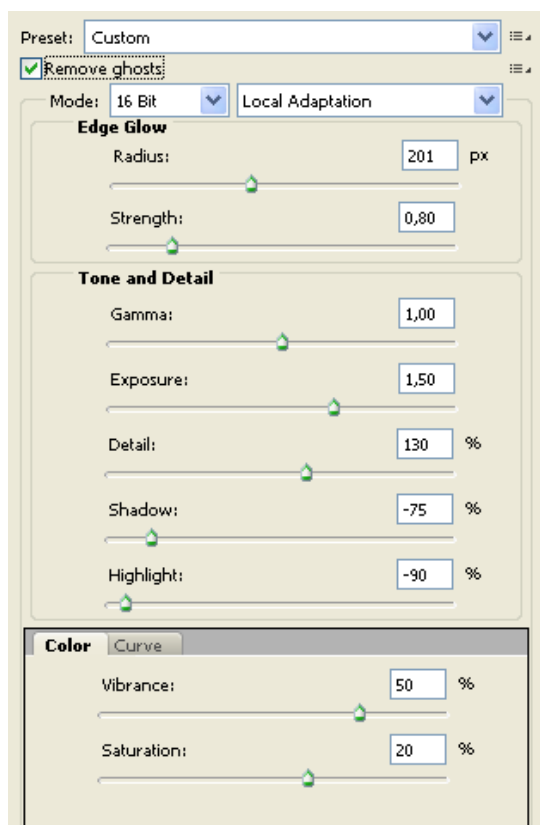 Preset: Custom
Remove ghosts
Mode: 16 Bit Local Adaptation
Edge Glow
Radius: 201 px
Strength: 0,80
Tone and Detail
Gamma: 1,00
Exposure: 1,50
Detail: 130 %
Shadow: -75 %
Highlight: -90 %
Color Curve
Vibrance: 50 %
Saturation: 20 %